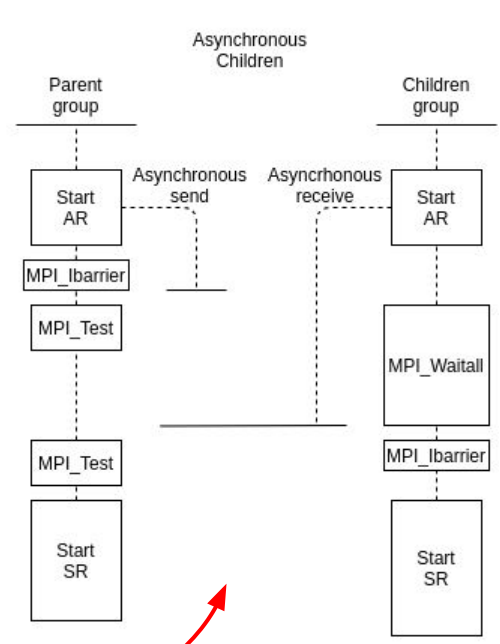 Asynchronous
Children
Parent
group
Children
group
Start
AR
Asynchronous
send
Asyncrhonous
receive
Start
AR
MPI_Ibarrier
MPI_Test
MPI_Waitall
MPI_Test
MPI_Ibarrier
Start
SR
Start
SR